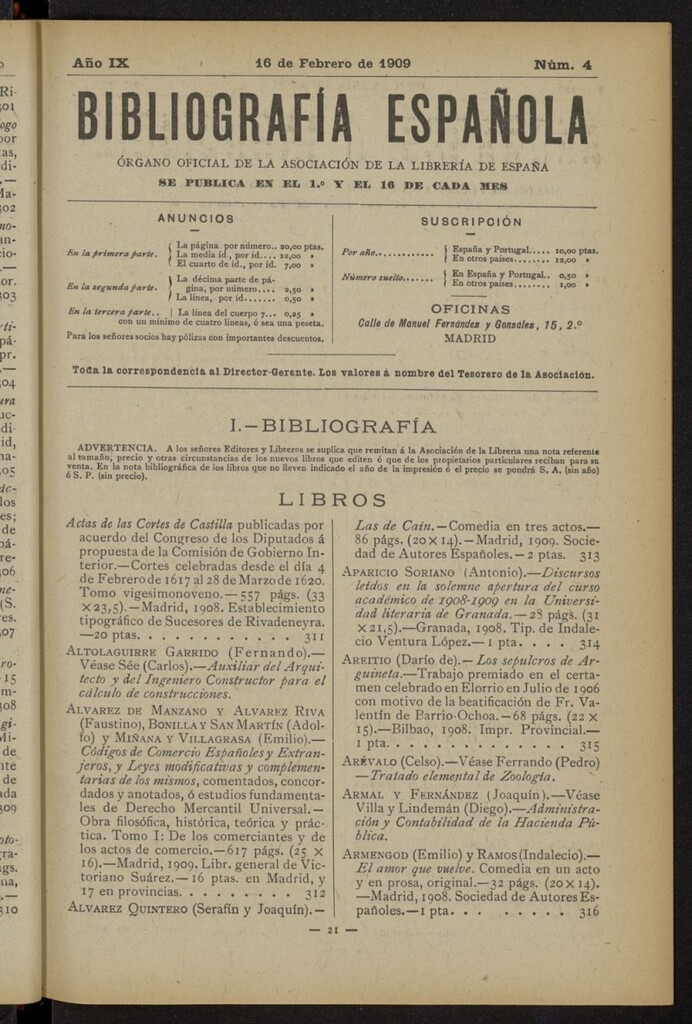 Año IX
16 de Febrero de 1909
Núm. 4
BIBLIOGRAFÍA ESPAÑOLA
ÓRGANO OFICIAL DE LA ASOCIACIÓN DE LA LIBRERÍA DE ESPAÑA
SE PUBLICA EN EL 1.º Y EL 16 DE CADA MES
ANUNCIOS
En la primera parte. { La página por número.. 20,00 ptas.
La media íd., por íd.... 12,00 »
El cuarto de íd., por íd. 7,00 »
En la segunda parte. { La décima parte de pá-
gina, por número.... 2,50 »
La línea, por íd....... 0,50 »
En la tercera parte.. | La línea del cuerpo 7... 0,25 »
con un mínimo de cuatro líneas, ó sea una peseta.
Para los señores socios hay pólizas con importantes descuentos.
SUSCRIPCIÓN
Por año............ { España y Portugal..... 10,00 ptas.
En otros países........ 12,00 »
Número suelto....... { En España y Portugal.. 0,50 »
En otros países........ 1,00 »
OFICINAS
Calle de Manuel Fernández y González, 15, 2.º
MADRID
Toda la correspondencia al Director-Gerente. Los valores á nombre del Tesorero de la Asociación.
I.—BIBLIOGRAFÍA
ADVERTENCIA. A los señores Editores y Libreros se suplica que remitan á la Asociación de la Librería una nota referente
al tamaño, precio y otras circunstancias de los nuevos libros que editen ó que de los propietarios particulares reciban para su
venta. En la nota bibliográfica de los libros que no lleven indicado el año de la impresión ó el precio se pondrá S. A. (sin año)
ó S. P. (sin precio).
LIBROS
Actas de las Cortes de Castilla publicadas por
acuerdo del Congreso de los Diputados á
propuesta de la Comisión de Gobierno In-
terior.—Cortes celebradas desde el día 4
de Febrero de 1617 al 28 de Marzo de 1620.
Tomo vigesimonoveno.—557 págs. (33
×23,5).—Madrid, 1908. Establecimiento
tipográfico de Sucesores de Rivadeneyra.
—20 ptas. . . . . . . . . . . . 311
ALTOLAGUIRRE GARRIDO (Fernando).—
Véase Sée (Carlos).—Auxiliar del Arqui-
tecto y del Ingeniero Constructor para el
cálculo de construcciones.
ALVAREZ DE MANZANO Y ALVAREZ RIVA
(Faustino), BONILLA Y SAN MARTÍN (Adol-
fo) y MIÑANA Y VILLAGRASA (Emilio).—
Códigos de Comercio Españoles y Extran-
jeros, y Leyes modificativas y complemen-
tarias de los mismos, comentados, concor-
dados y anotados, ó estudios fundamenta-
les de Derecho Mercantil Universal.—
Obra filosófica, histórica, teórica y prác-
tica. Tomo I: De los comerciantes y de
los actos de comercio.—617 págs. (25 ×
16).—Madrid, 1909. Libr. general de Vic-
toriano Suárez.—16 ptas. en Madrid, y
17 en provincias. . . . . . . . . 312
ALVAREZ QUINTERO (Serafín y Joaquín).—
Las de Caín.—Comedia en tres actos.—
86 págs. (20×14).—Madrid, 1909. Socie-
dad de Autores Españoles.—2 ptas. 313
APARICIO SORIANO (Antonio).—Discursos
leídos en la solemne apertura del curso
académico de 1908-1909 en la Universi-
dad literaria de Granada.—28 págs. (31
×21,5).—Granada, 1908. Tip. de Indale-
cio Ventura López.—1 pta. . . . . 314
AREITIO (Darío de).—Los sepulcros de Ar-
guineta.—Trabajo premiado en el certa-
men celebrado en Elorrio en Julio de 1906
con motivo de la beatificación de Fr. Va-
lentín de Barrio-Ochoa.—68 págs. (22 ×
15).—Bilbao, 1908. Impr. Provincial.—
1 pta. . . . . . . . . . . . . . 315
ARÉVALO (Celso).—Véase Ferrando (Pedro)
—Tratado elemental de Zoología.
ARMAL Y FERNÁNDEZ (Joaquín).—Véase
Villa y Lindemán (Diego).—Administra-
ción y Contabilidad de la Hacienda Pú-
blica.
ARMENGOD (Emilio) y RAMOS (Indalecio).—
El amor que vuelve. Comedia en un acto
y en prosa, original.—32 págs. (20×14).
—Madrid, 1908. Sociedad de Autores Es-
pañoles.—1 pta. . . . . . . . . 316
— 21 —